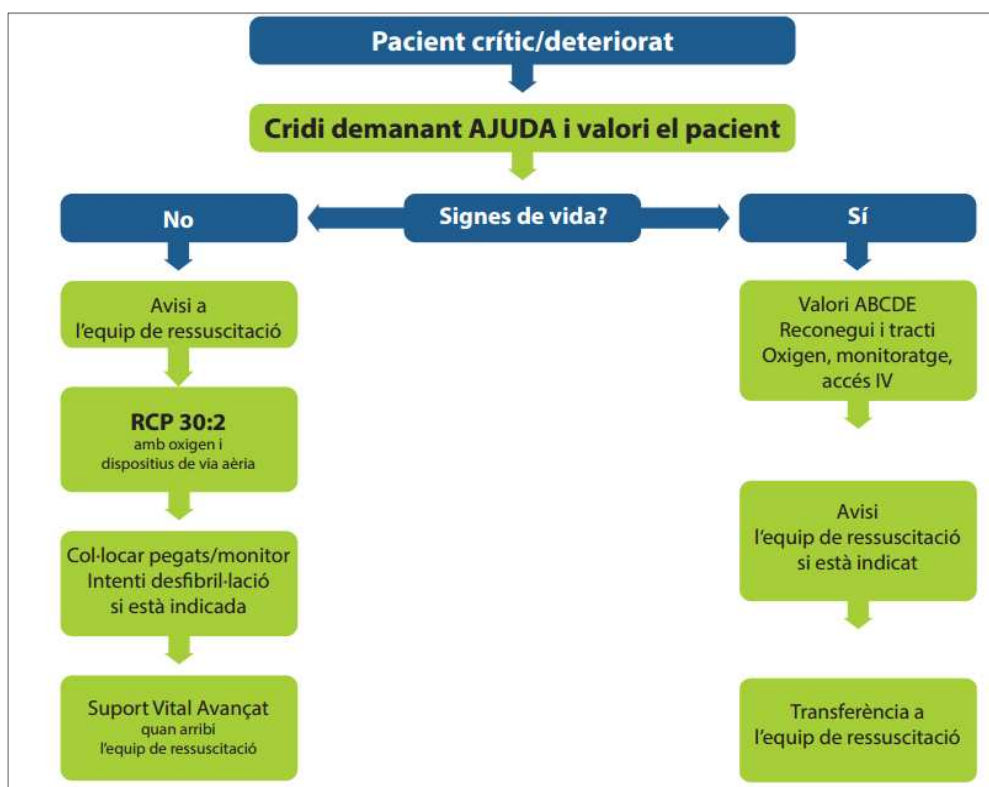 Pacient crític/deteriorat
Cridi demanant AJUDA i valori el pacient
No
Signes de vida?
Sí
Avisi a
l'equip de ressuscitació
RCP 30:2
amb oxigen i
dispositius de via aèria
Col·locar pegats/monitor
Intenti desfibril·lació
si està indicada
Suport Vital Avançat
quan arribi
l'equip de ressuscitació
Valori ABCDE
Reconegui i tracti
Oxigen, monitoratge,
accés IV
Avisi
l'equip de ressuscitació
si està indicat
Transferència a
l'equip de ressuscitació